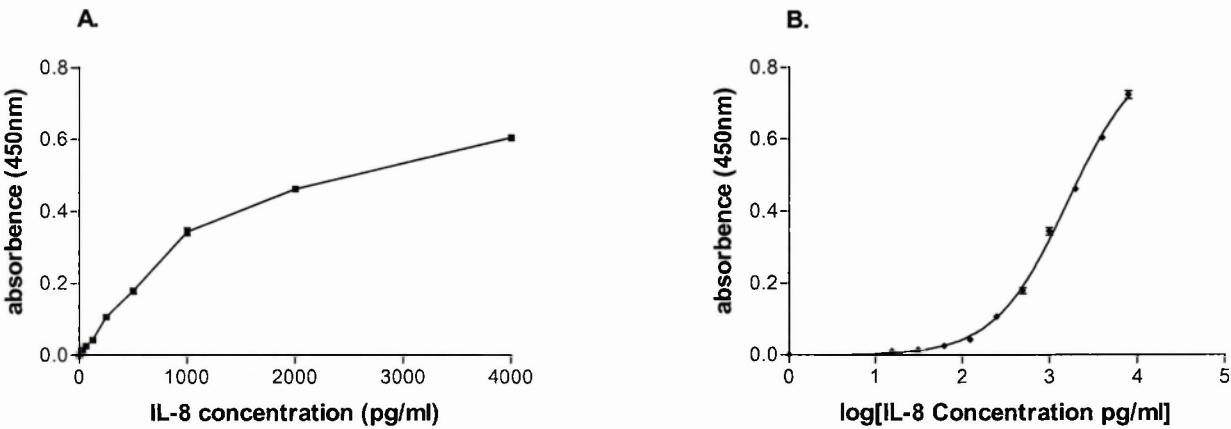 A.
B.
0.8
0.6
0.4
0.2
0.0
absorbence (450nm)
0 1000 2000 3000 4000
IL-8 concentration (pg/ml)
0.8
0.6
0.4
0.2
0.0
absorbence (450nm)
0 1 2 3 4 5
log[IL-8 Concentration pg/ml]